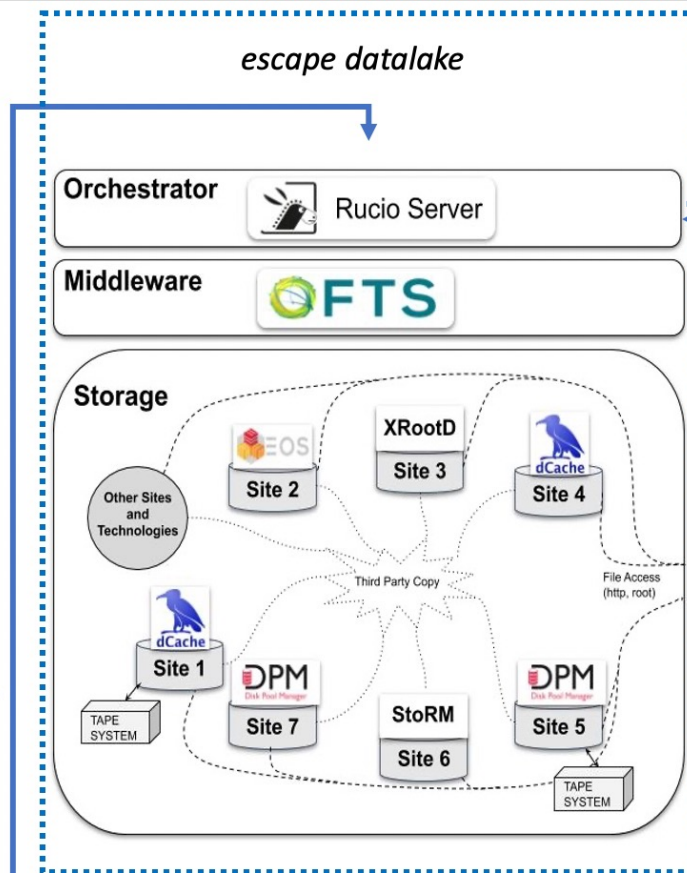 escape datalake
Orchestrator
Rucio Server
Middleware
FTS
Storage
EOS
Site 2
XRootD
Site 3
dCache
Site 4
Other Sites
and
Technologies
Third Party Copy
File Access
(http, root)
dCache
Site 1
TAPE
SYSTEM
DPM
Disk Pool Manager
Site 7
StoRM
Site 6
DPM
Disk Pool Manager
Site 5
TAPE
SYSTEM